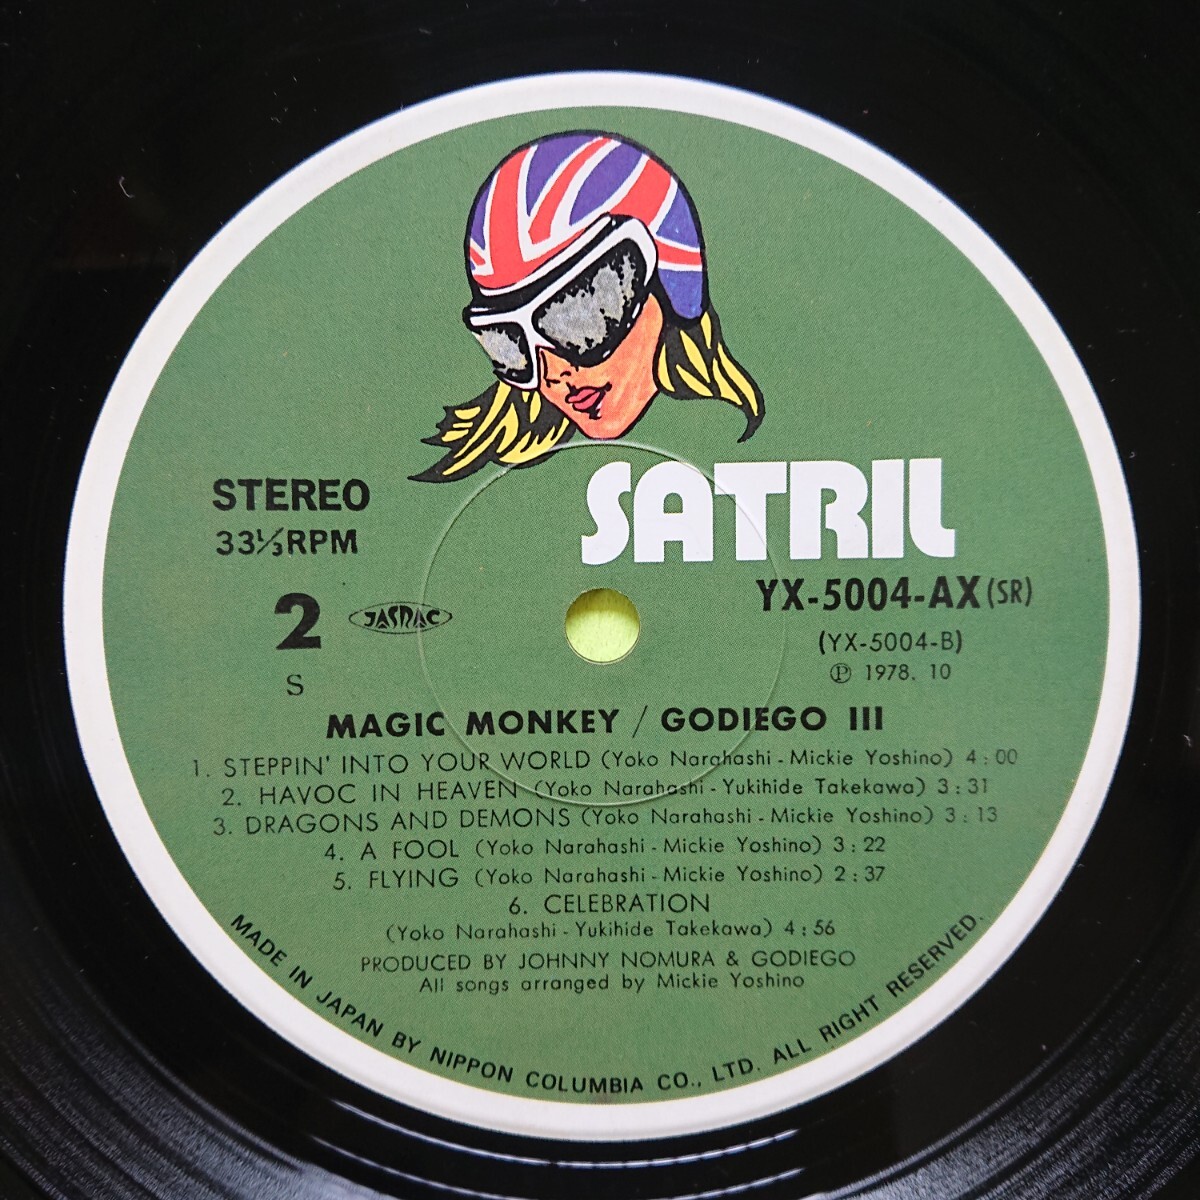 SATRIL
STEREO
33⅓RPM
YX-5004-AX(SR)
2 JASRAC
(YX-5004-B)
S
Ⓟ 1978. 10
MAGIC MONKEY / GODIEGO III
1. STEPPIN' INTO YOUR WORLD (Yoko Narahashi - Mickie Yoshino) 4:00
2. HAVOC IN HEAVEN (Yoko Narahashi - Yukihide Takekawa) 3:31
3. DRAGONS AND DEMONS (Yoko Narahashi - Mickie Yoshino) 3:13
4. A FOOL (Yoko Narahashi - Mickie Yoshino) 3:22
5. FLYING (Yoko Narahashi - Mickie Yoshino) 2:37
6. CELEBRATION
(Yoko Narahashi - Yukihide Takekawa) 4:56
PRODUCED BY JOHNNY NOMURA & GODIEGO
All songs arranged by Mickie Yoshino
MADE IN JAPAN BY NIPPON COLUMBIA CO., LTD. ALL RIGHT RESERVED.